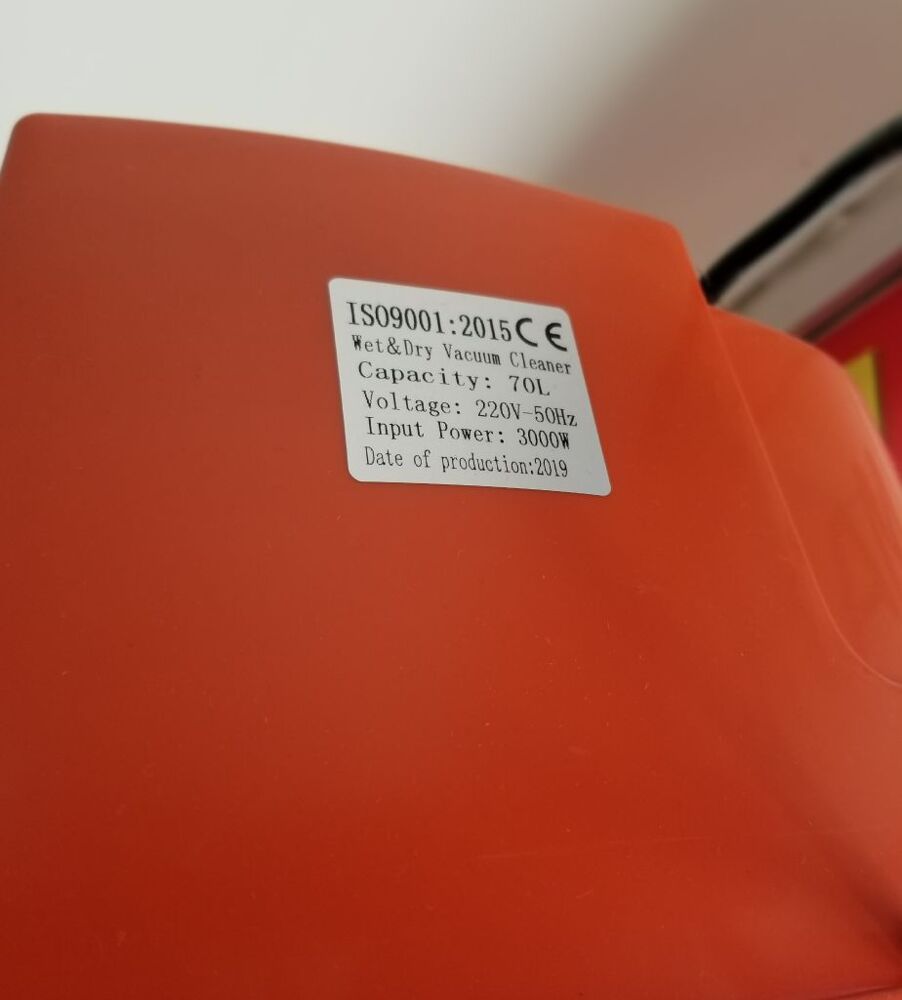 ISO9001:2015 CE
Wet&Dry Vacuum Cleaner
Capacity: 70L
Voltage: 220V-50Hz
Input Power: 3000W
Date of production:2019